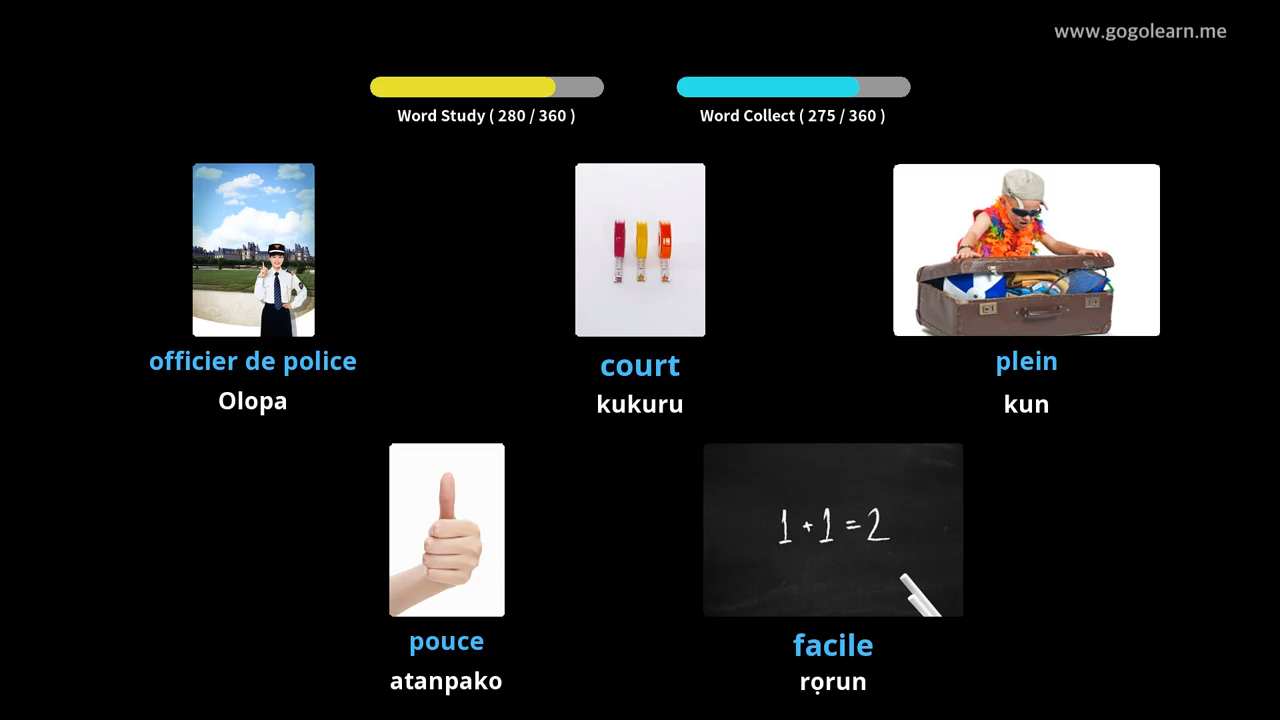 www.gogolearn.me
Word Study ( 280 / 360 )
Word Collect ( 275 / 360 )
officier de police
Olopa
court
kukuru
plein
kun
1 + 1 = 2
pouce
atanpako
facile
rọrun